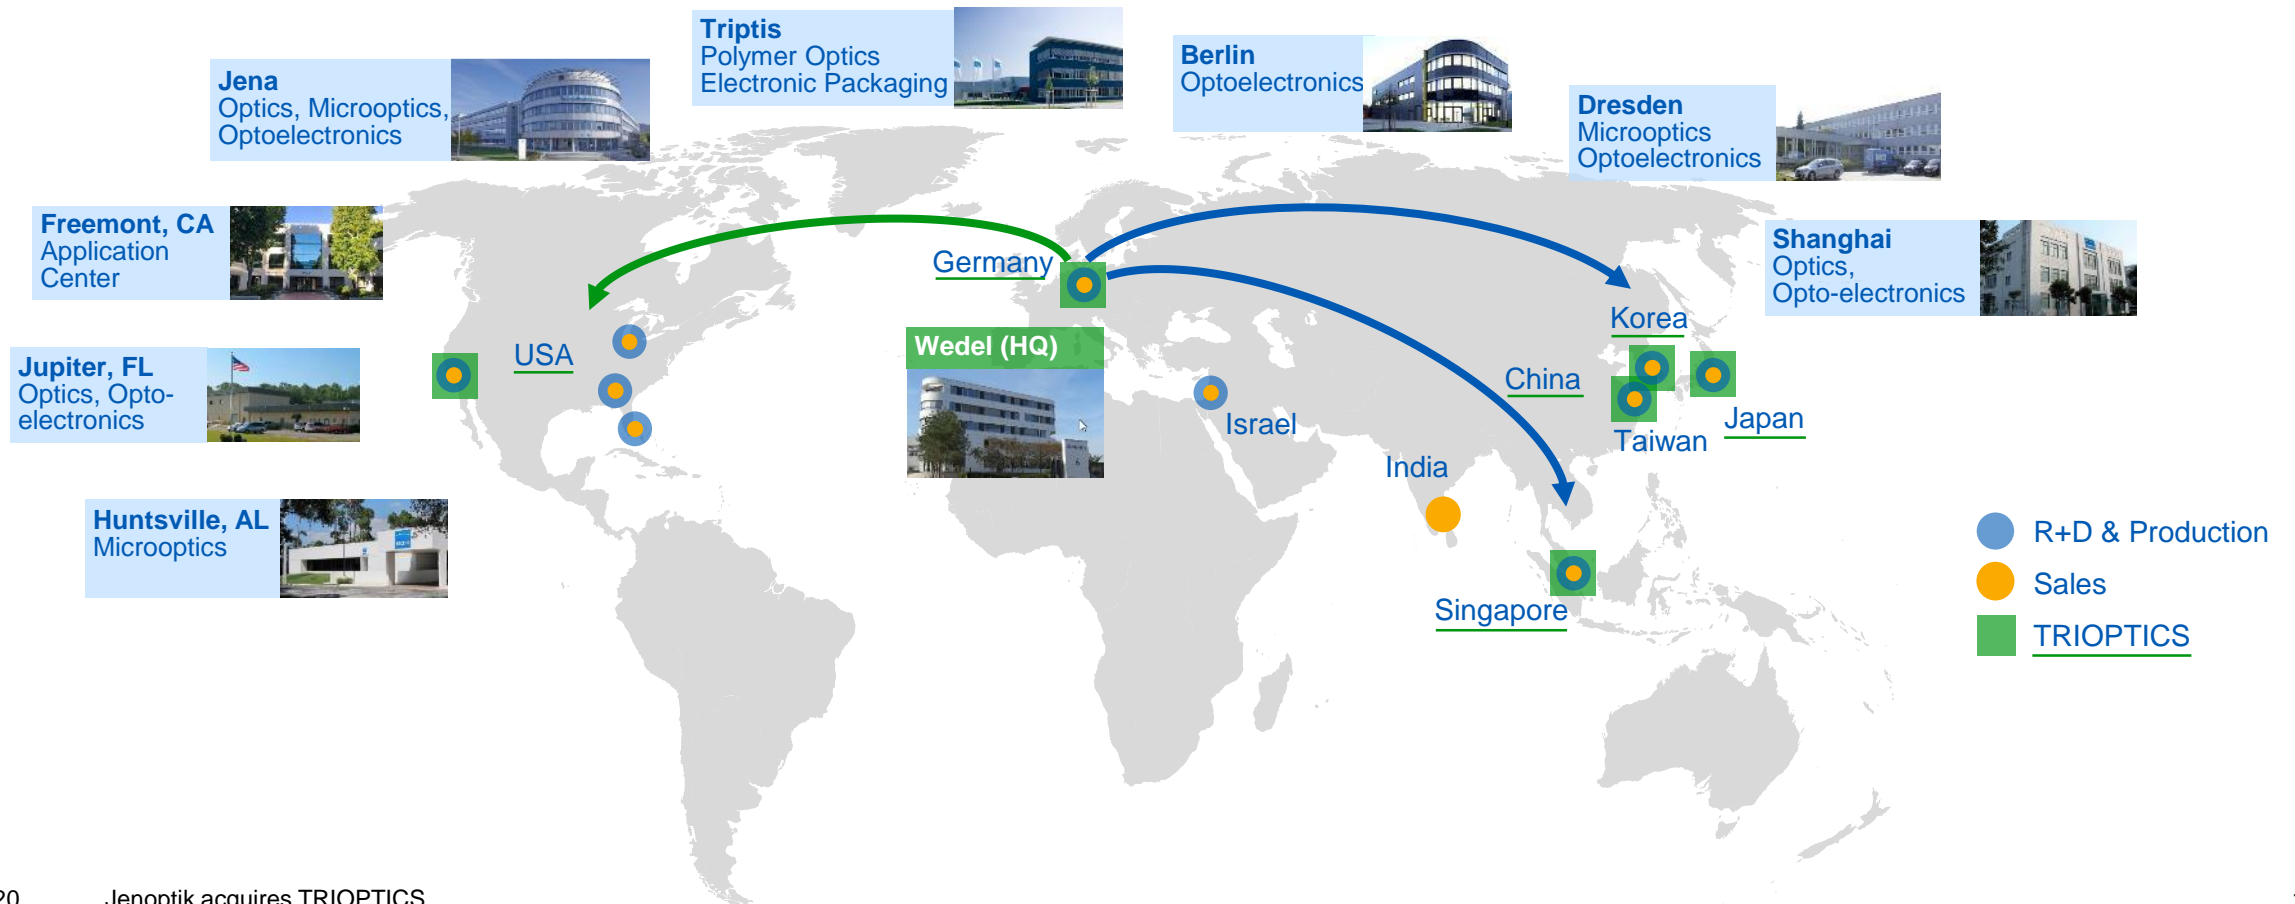 Triptis
Polymer Optics
Electronic Packaging
Berlin
Optoelectronics
Jena
Optics, Microoptics,
Optoelectronics
Dresden
Microoptics
Optoelectronics
Freemont, CA
Application
Center
Shanghai
Optics,
Opto-electronics
Germany
Korea
Wedel (HQ)
USA
Jupiter, FL
Optics, Opto-
electronics
China
Israel
Japan
Taiwan
India
Huntsville, AL
Microoptics
R+D & Production
Sales
Singapore
TRIOPTICS
20
Jenoptik acquires TRIOPTICS